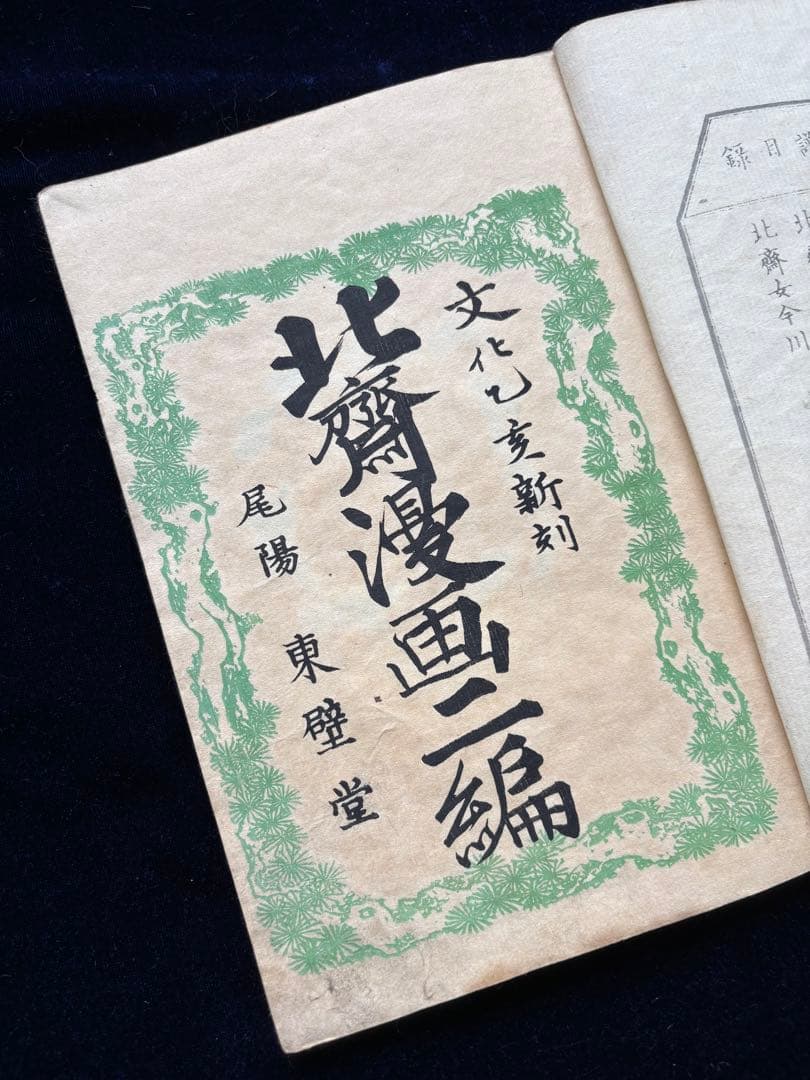 文化乙亥新刻
北齋漫画二編
尾陽 東壁堂
目録
北齋女今川